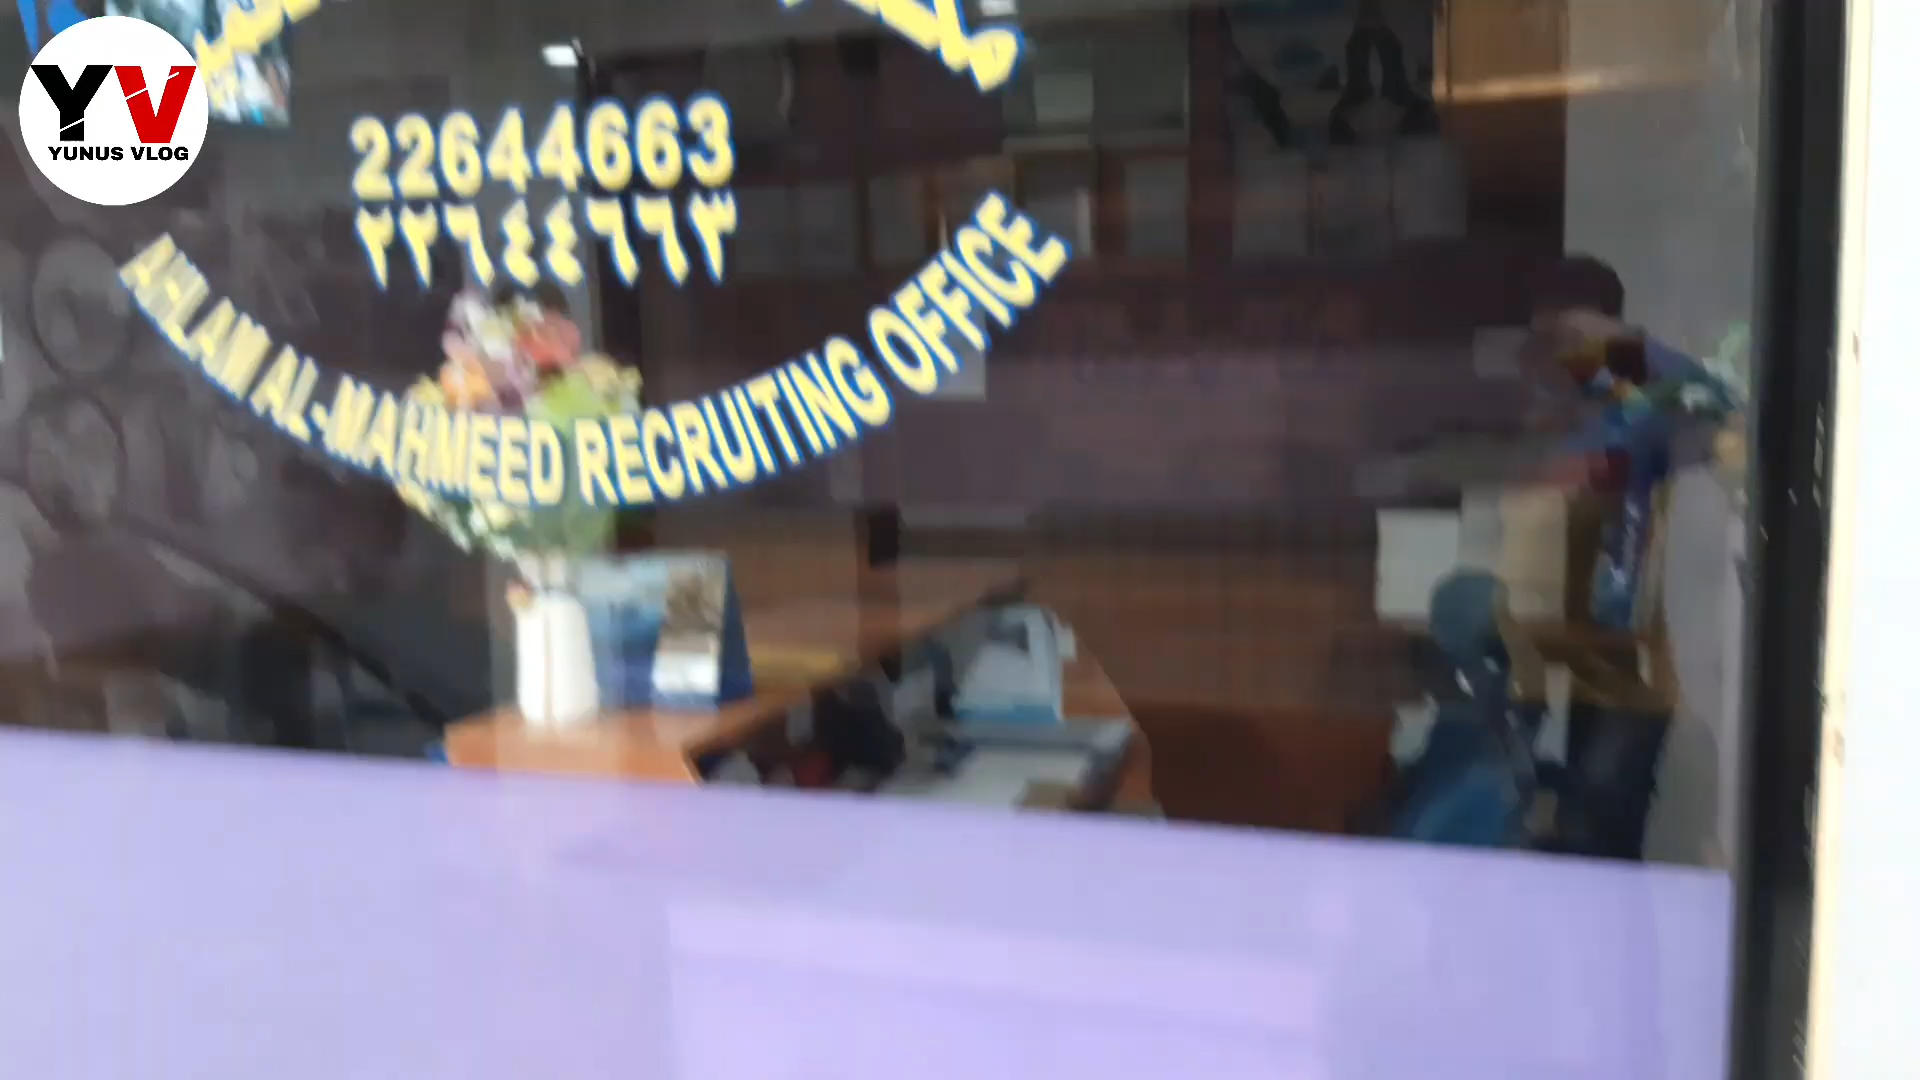 YV
YUNUS VLOG
22644663
٢٢٦٤٤٦٦٣
AHLAM AL-MAHMEED RECRUITING OFFICE